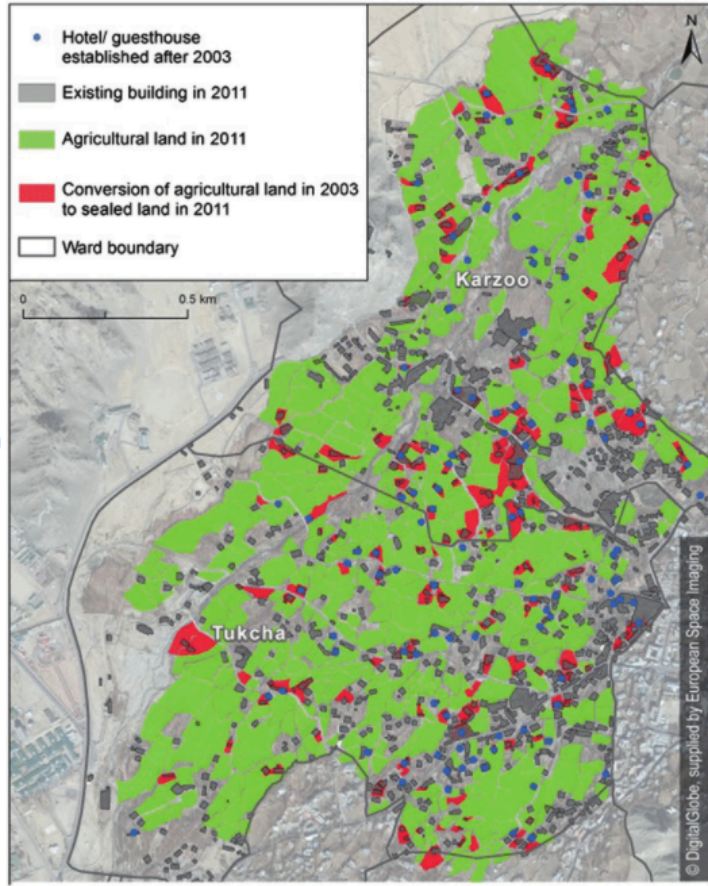 Hotel/ guesthouse
established after 2003
Existing building in 2011
Agricultural land in 2011
Conversion of agricultural land in 2003
to sealed land in 2011
Ward boundary
N
0 0.5 km
Karzoo
Tukcha
© DigitalGlobe, supplied by European Space Imaging